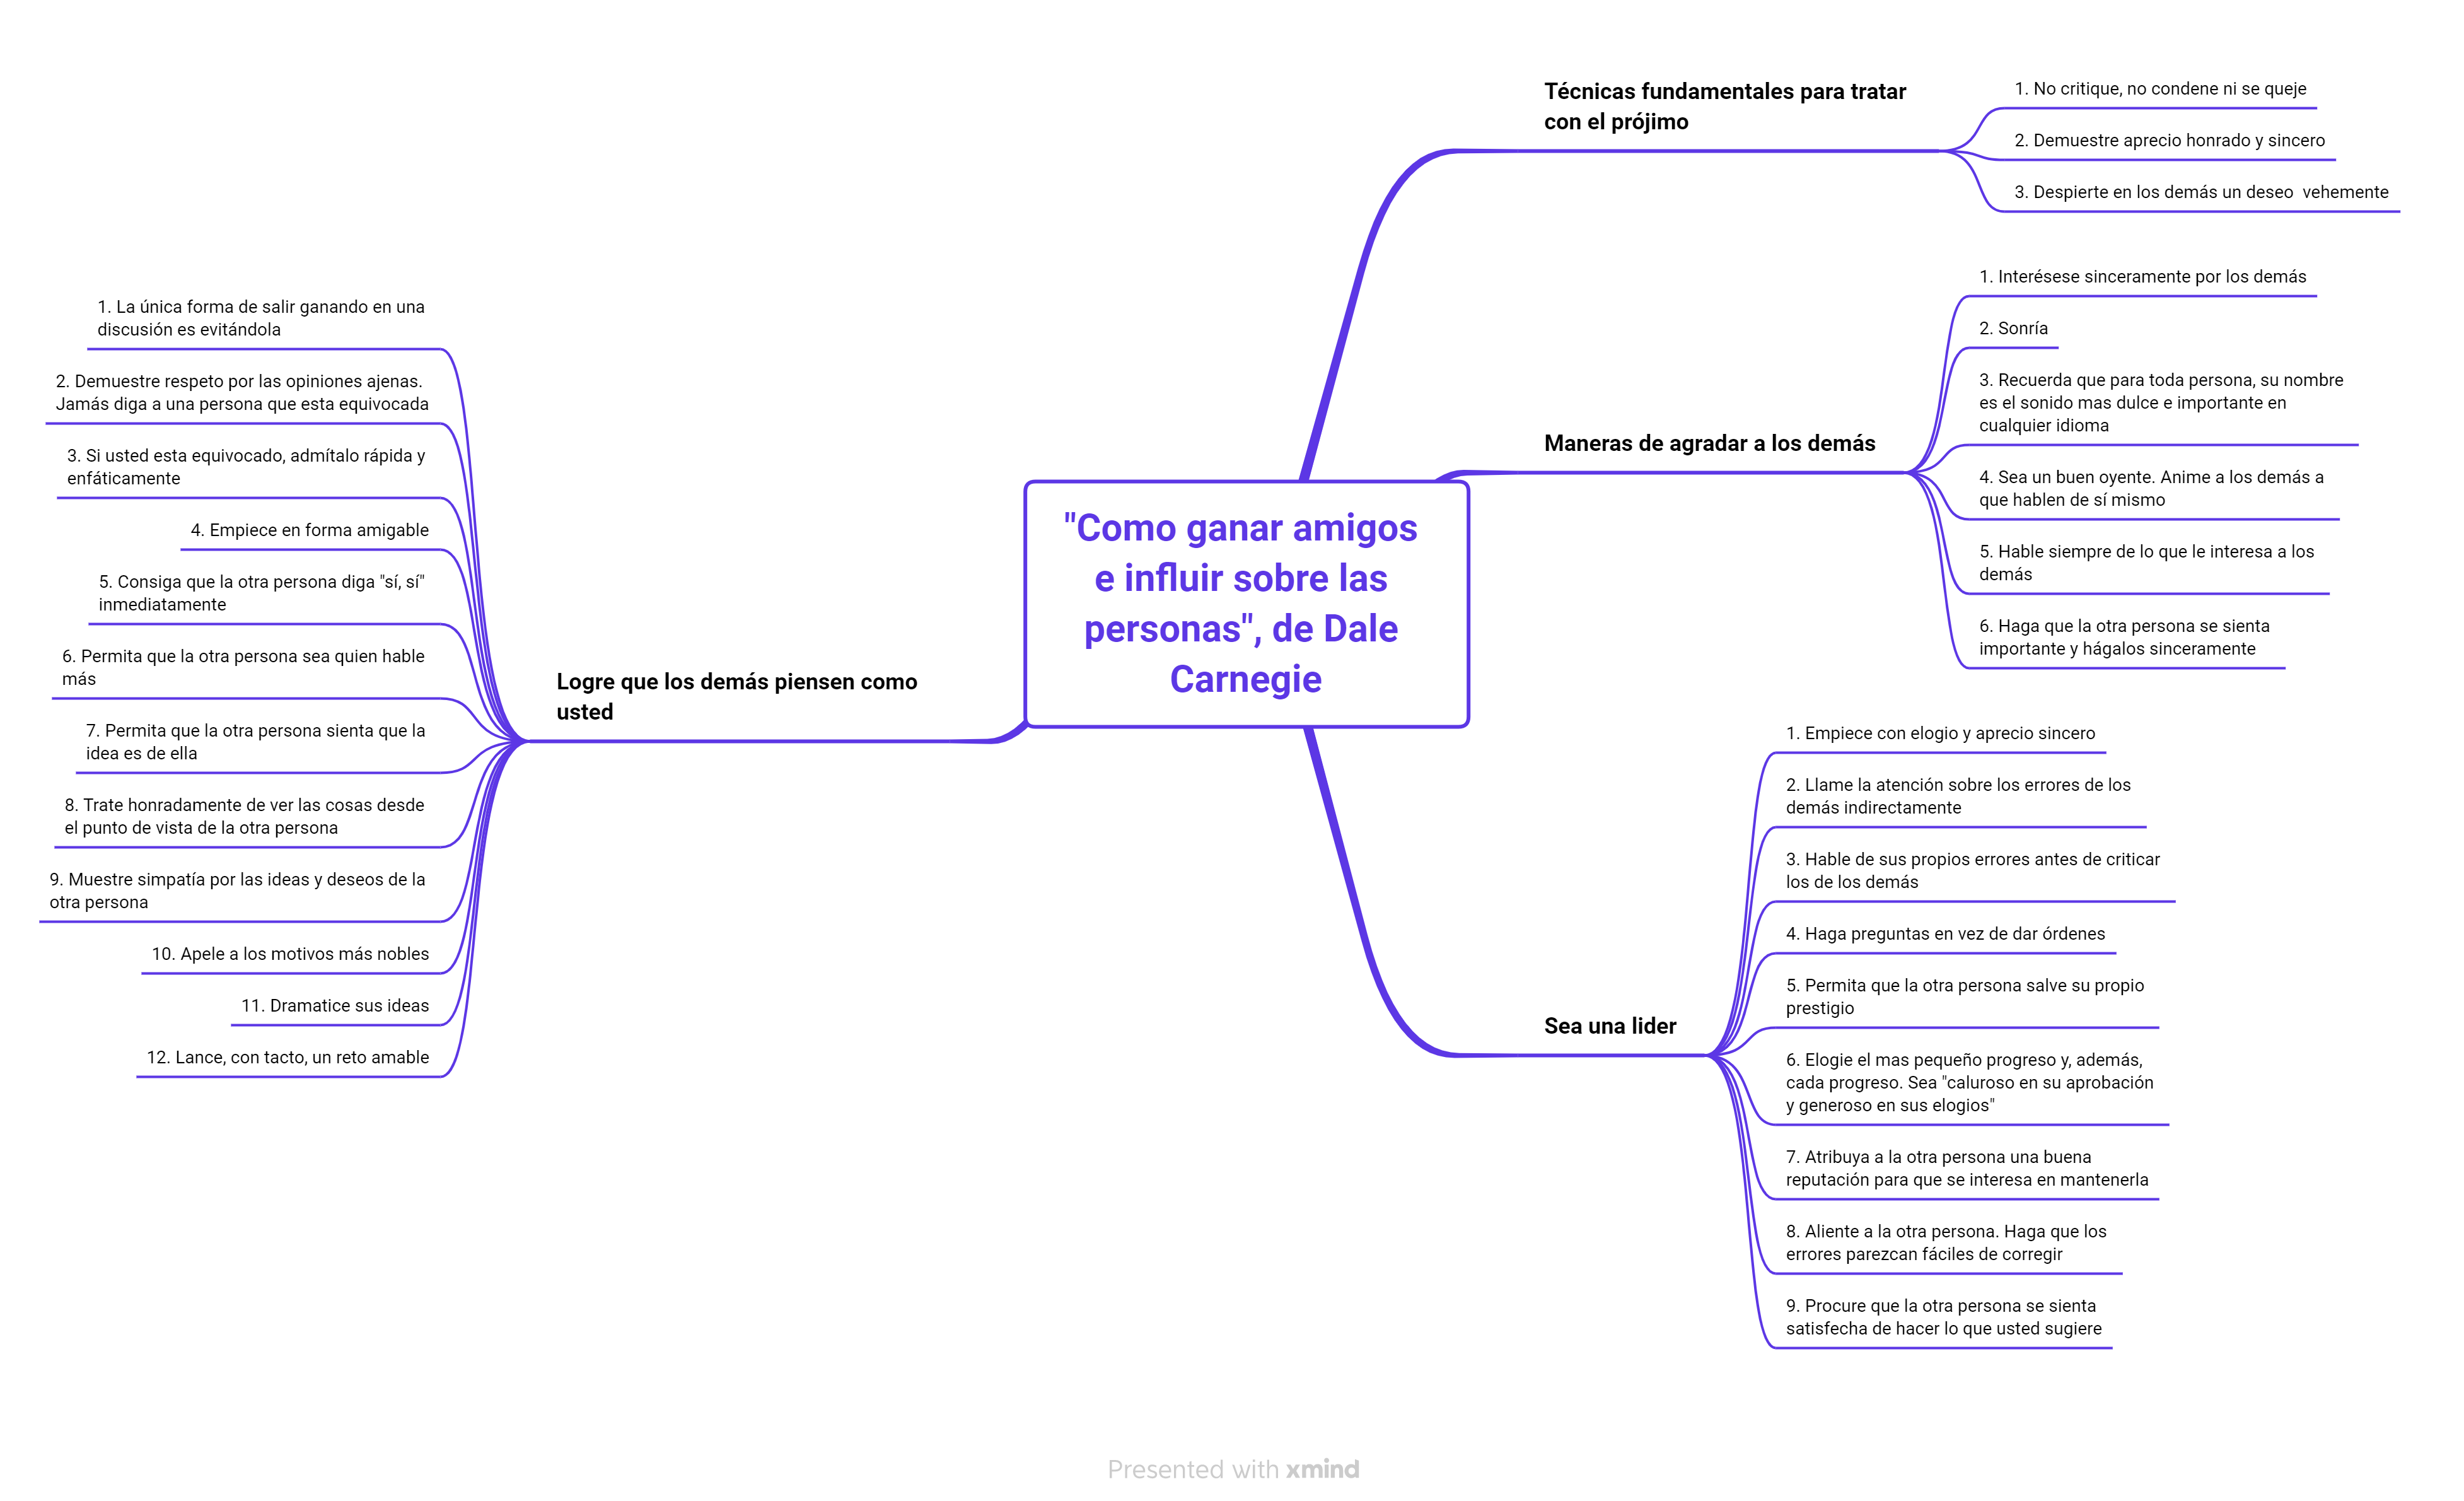 "Como ganar amigos
e influir sobre las
personas", de Dale
Carnegie
Técnicas fundamentales para tratar
con el prójimo
1. No critique, no condene ni se queje
2. Demuestre aprecio honrado y sincero
3. Despierte en los demás un deseo  vehemente
Maneras de agradar a los demás
1. Interésese sinceramente por los demás
2. Sonría
3. Recuerda que para toda persona, su nombre
es el sonido mas dulce e importante en
cualquier idioma
4. Sea un buen oyente. Anime a los demás a
que hablen de sí mismo
5. Hable siempre de lo que le interesa a los
demás
6. Haga que la otra persona se sienta
importante y hágalos sinceramente
Sea una lider
1. Empiece con elogio y aprecio sincero
2. Llame la atención sobre los errores de los
demás indirectamente
3. Hable de sus propios errores antes de criticar
los de los demás
4. Haga preguntas en vez de dar órdenes
5. Permita que la otra persona salve su propio
prestigio
6. Elogie el mas pequeño progreso y, además,
cada progreso. Sea "caluroso en su aprobación
y generoso en sus elogios"
7. Atribuya a la otra persona una buena
reputación para que se interesa en mantenerla
8. Aliente a la otra persona. Haga que los
errores parezcan fáciles de corregir
9. Procure que la otra persona se sienta
satisfecha de hacer lo que usted sugiere
Logre que los demás piensen como
usted
1. La única forma de salir ganando en una
discusión es evitándola
2. Demuestre respeto por las opiniones ajenas.
Jamás diga a una persona que esta equivocada
3. Si usted esta equivocado, admítalo rápida y
enfáticamente
4. Empiece en forma amigable
5. Consiga que la otra persona diga "sí, sí"
inmediatamente
6. Permita que la otra persona sea quien hable
más
7. Permita que la otra persona sienta que la
idea es de ella
8. Trate honradamente de ver las cosas desde
el punto de vista de la otra persona
9. Muestre simpatía por las ideas y deseos de la
otra persona
10. Apele a los motivos más nobles
11. Dramatice sus ideas
12. Lance, con tacto, un reto amable
Presented with xmind